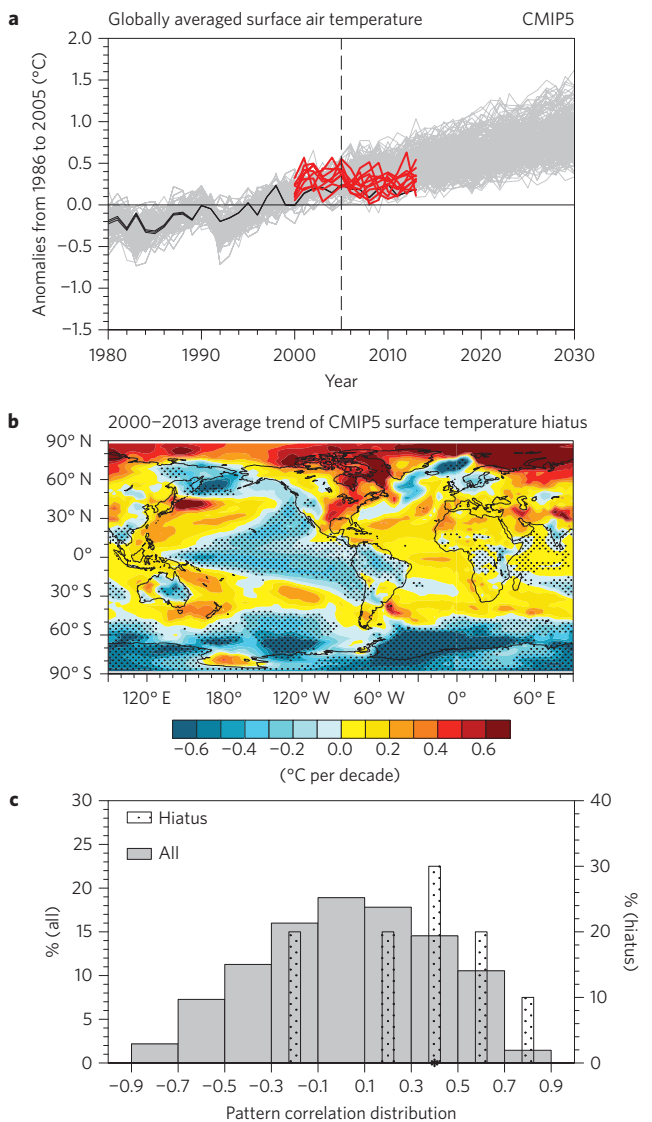 a Globally averaged surface air temperature CMIP5
Anomalies from 1986 to 2005 (°C)
2.0
1.5
1.0
0.5
0.0
−0.5
−1.0
−1.5
1980 1990 2000 2010 2020 2030
Year
b 2000–2013 average trend of CMIP5 surface temperature hiatus
90° N
60° N
30° N
0°
30° S
60° S
90° S
120° E 180° 120° W 60° W 0° 60° E
−0.6 −0.4 −0.2 0.0 0.2 0.4 0.6
(°C per decade)
c
% (all)
30
25
20
15
10
5
0
Hiatus
All
40
30
20
10
0
% (hiatus)
−0.9 −0.7 −0.5 −0.3 −0.1 0.1 0.3 0.5 0.7 0.9
Pattern correlation distribution